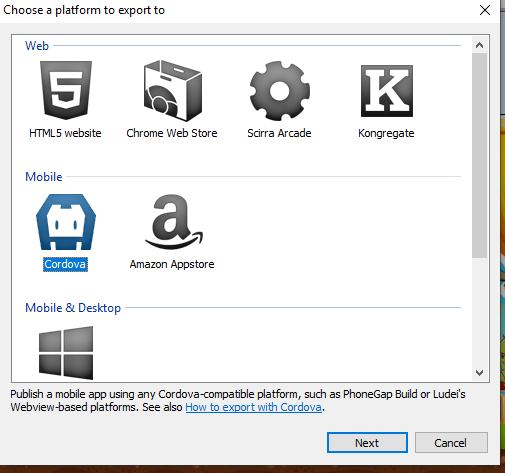 Choose a platform to export to
Web
HTML5 website
Chrome Web Store
Scirra Arcade
Kongregate
Mobile
Cordova
Amazon Appstore
Mobile & Desktop
Publish a mobile app using any Cordova-compatible platform, such as PhoneGap Build or Ludei's
Webview-based platforms. See also How to export with Cordova.
Next
Cancel